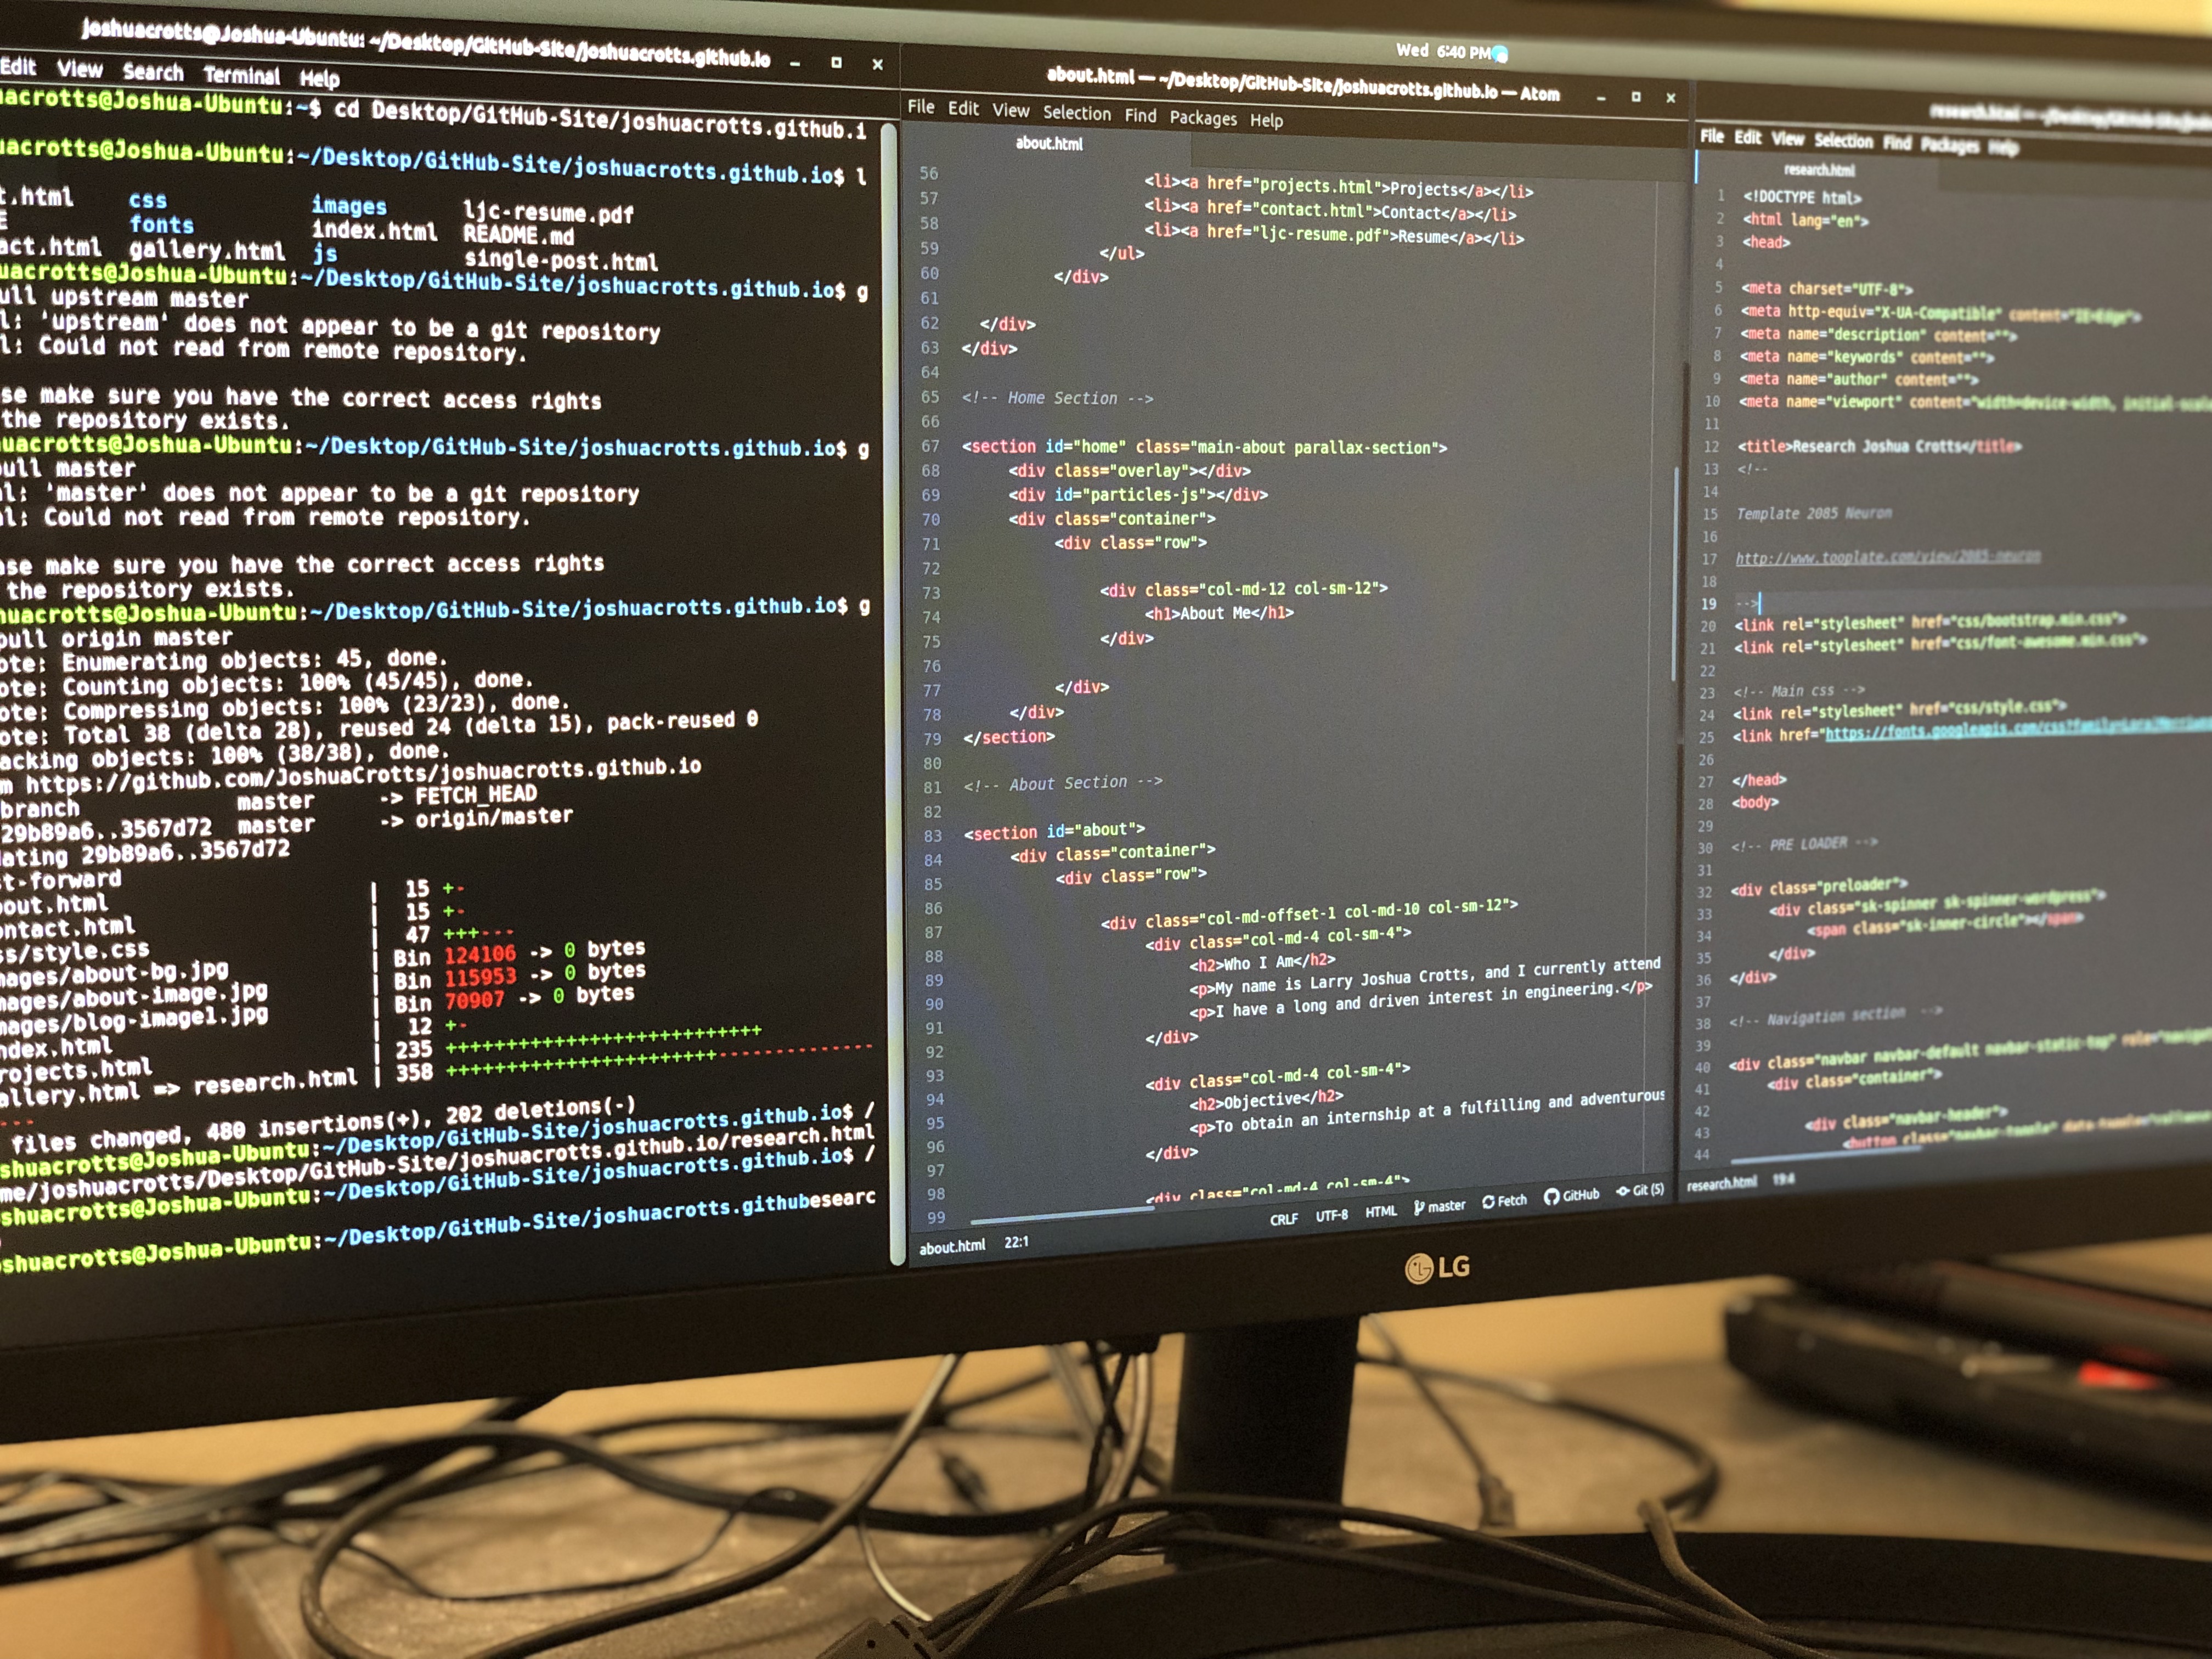 joshuacrotts@Joshua-Ubuntu: ~/Desktop/GitHub-Site/joshuacrotts.github.io
Edit View Search Terminal Help
acrotts@Joshua-Ubuntu:~$ cd Desktop/GitHub-Site/joshuacrotts.github.i
uacrotts@Joshua-Ubuntu:~/Desktop/GitHub-Site/joshuacrotts.github.io$ l
t.html css images ljc-resume.pdf
E fonts index.html README.md
act.html gallery.html js single-post.html
uacrotts@Joshua-Ubuntu:~/Desktop/GitHub-Site/joshuacrotts.github.io$ g
ull upstream master
l: 'upstream' does not appear to be a git repository
l: Could not read from remote repository.
se make sure you have the correct access rights
the repository exists.
uacrotts@Joshua-Ubuntu:~/Desktop/GitHub-Site/joshuacrotts.github.io$ g
ull master
al: 'master' does not appear to be a git repository
al: Could not read from remote repository.
ase make sure you have the correct access rights
the repository exists.
huacrotts@Joshua-Ubuntu:~/Desktop/GitHub-Site/joshuacrotts.github.io$ g
pull origin master
ote: Enumerating objects: 45, done.
ote: Counting objects: 100% (45/45), done.
ote: Compressing objects: 100% (23/23), done.
ote: Total 38 (delta 28), reused 24 (delta 15), pack-reused 0
acking objects: 100% (38/38), done.
m https://github.com/JoshuaCrotts/joshuacrotts.github.io
branch master -> FETCH_HEAD
29b89a6..3567d72 master -> origin/master
dating 29b89a6..3567d72
t-forward
out.html | 15 +-
ontact.html | 15 +-
ss/style.css | 47 +++---
mages/about-bg.jpg | Bin 124106 -> 0 bytes
mages/about-image.jpg | Bin 115953 -> 0 bytes
mages/blog-image1.jpg | Bin 70907 -> 0 bytes
ndex.html | 12 +-
rojects.html | 235 ++++++++++++++++++++++++++
allery.html => research.html | 358 ++++++++++++++++++++++-------------
---
files changed, 480 insertions(+), 202 deletions(-)
shuacrotts@Joshua-Ubuntu:~/Desktop/GitHub-Site/joshuacrotts.github.io$ /
me/joshuacrotts/Desktop/GitHub-Site/joshuacrotts.github.io/research.html
shuacrotts@Joshua-Ubuntu:~/Desktop/GitHub-Site/joshuacrotts.github.io$ /
shuacrotts@Joshua-Ubuntu:~/Desktop/GitHub-Site/joshuacrotts.githubesearc
Wed 6:40 PM
about.html — ~/Desktop/GitHub-Site/joshuacrotts.github.io — Atom
File Edit View Selection Find Packages Help
about.html
56
57 <li><a href="projects.html">Projects</a></li>
58 <li><a href="contact.html">Contact</a></li>
59 <li><a href="ljc-resume.pdf">Resume</a></li>
60 </ul>
61 </div>
62 </div>
63 </div>
64
65 <!-- Home Section -->
66
67 <section id="home" class="main-about parallax-section">
68 <div class="overlay"></div>
69 <div id="particles-js"></div>
70 <div class="container">
71 <div class="row">
72
73 <div class="col-md-12 col-sm-12">
74 <h1>About Me</h1>
75 </div>
76
77 </div>
78 </div>
79 </section>
80
81 <!-- About Section -->
82
83 <section id="about">
84 <div class="container">
85 <div class="row">
86
87 <div class="col-md-offset-1 col-md-10 col-sm-12">
88 <div class="col-md-4 col-sm-4">
89 <h2>Who I Am</h2>
90 <p>My name is Larry Joshua Crotts, and I currently attend
91 <p>I have a long and driven interest in engineering.</p>
92 </div>
93
94 <div class="col-md-4 col-sm-4">
95 <h2>Objective</h2>
96 <p>To obtain an internship at a fulfilling and adventurous
97 </div>
98
99 <div class="col-md-4 col-sm-4">
about.html 22:1 CRLF UTF-8 HTML master Fetch GitHub Git (5)
File Edit View Selection Find Packages Help
research.html
1 <!DOCTYPE html>
2 <html lang="en">
3 <head>
4
5 <meta charset="UTF-8">
6 <meta http-equiv="X-UA-Compatible" content="IE=Edge">
7 <meta name="description" content="">
8 <meta name="keywords" content="">
9 <meta name="author" content="">
10 <meta name="viewport" content="width=device-width, initial-scale
11
12 <title>Research Joshua Crotts</title>
13 <!--
14
15 Template 2085 Neuron
16
17 http://www.tooplate.com/view/2085-neuron
18
19 -->
20 <link rel="stylesheet" href="css/bootstrap.min.css">
21 <link rel="stylesheet" href="css/font-awesome.min.css">
22
23 <!-- Main css -->
24 <link rel="stylesheet" href="css/style.css">
25 <link href="https://fonts.googleapis.com/css?family=Lora|Merriwea
26
27 </head>
28 <body>
29
30 <!-- PRE LOADER -->
31
32 <div class="preloader">
33 <div class="sk-spinner sk-spinner-wordpress">
34 <span class="sk-inner-circle"></span>
35 </div>
36 </div>
37
38 <!-- Navigation section -->
39
40 <div class="navbar navbar-default navbar-static-top" role="navigat
41 <div class="container">
42
43 <div class="navbar-header">
44 <button class="navbar-toggle"
research.html 19:4
LG